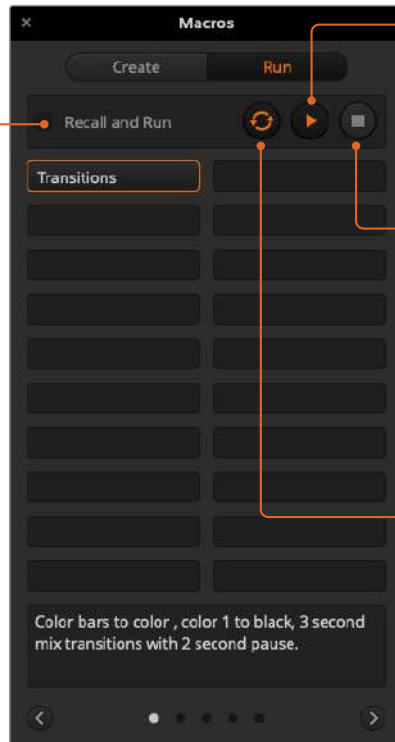 Macros
Create Run
Recall and Run
Transitions
Color bars to color , color 1 to black, 3 second
mix transitions with 2 second pause.